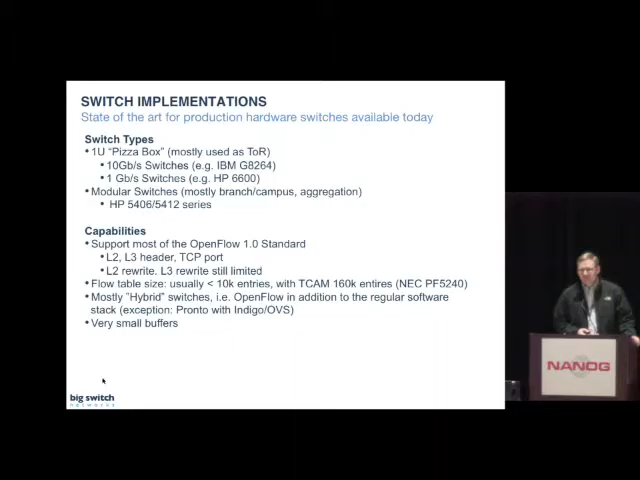 SWITCH IMPLEMENTATIONS
State of the art for production hardware switches available today
Switch Types
• 1U "Pizza Box" (mostly used as ToR)
• 10Gb/s Switches (e.g. IBM G8264)
• 1 Gb/s Switches (e.g. HP 6600)
• Modular Switches (mostly branch/campus, aggregation)
• HP 5406/5412 series
Capabilities
• Support most of the OpenFlow 1.0 Standard
• L2, L3 header, TCP port
• L2 rewrite. L3 rewrite still limited
• Flow table size: usually < 10k entries, with TCAM 160k entires (NEC PF5240)
• Mostly "Hybrid" switches, i.e. OpenFlow in addition to the regular software
stack (exception: Pronto with Indigo/OVS)
• Very small buffers
big switch
networks
NANOG